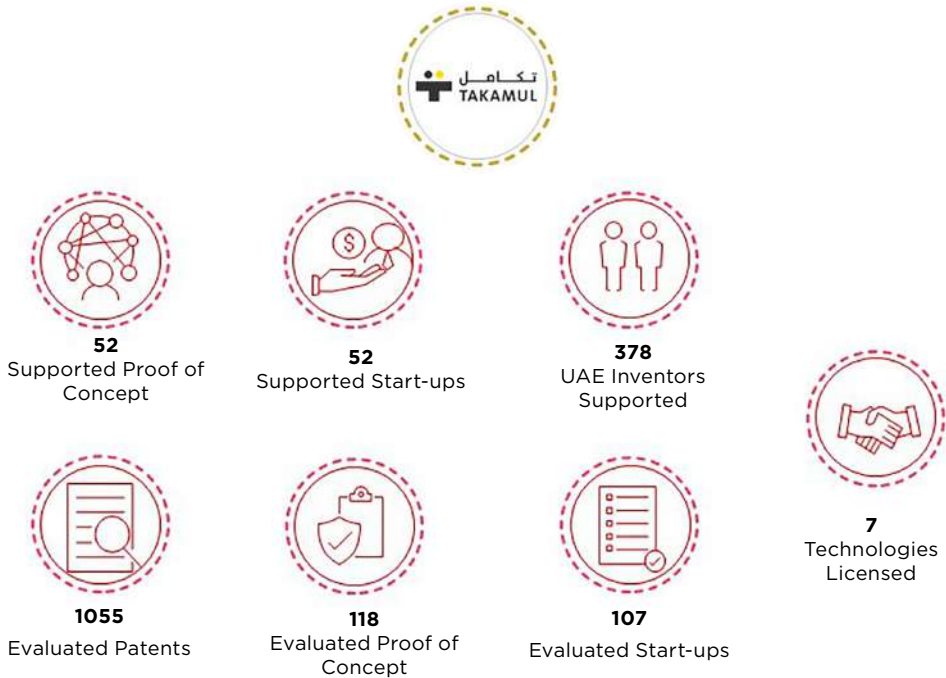 تكامل
TAKAMUL
$
52
Supported Proof of
Concept
52
Supported Start-ups
378
UAE Inventors
Supported
7
Technologies
Licensed
1055
Evaluated Patents
118
Evaluated Proof of
Concept
107
Evaluated Start-ups